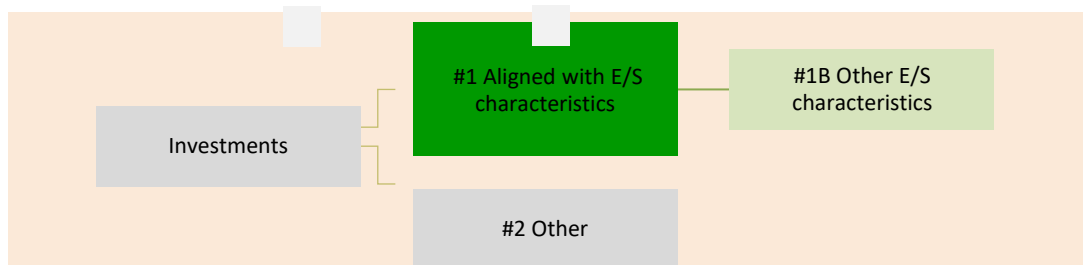 #1 Aligned with E/S
characteristics
#1B Other E/S
characteristics
Investments
#2 Other